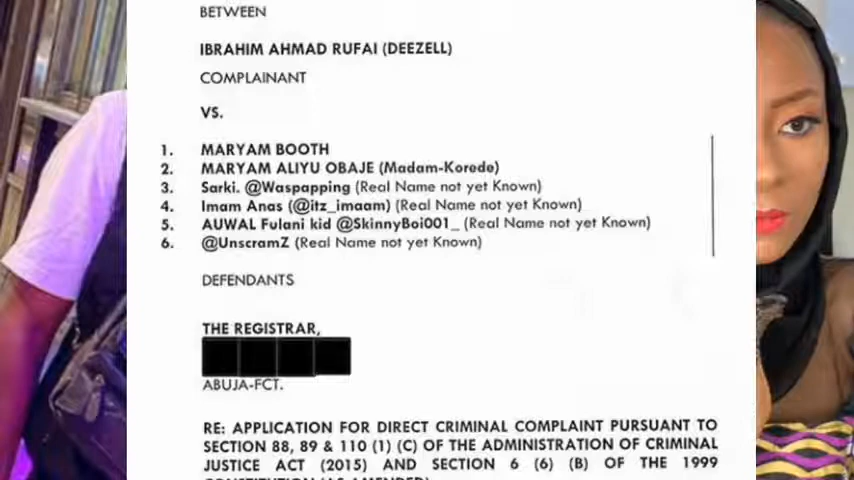 BETWEEN
IBRAHIM AHMAD RUFAI (DEEZELL)
COMPLAINANT
VS.
1. MARYAM BOOTH
2. MARYAM ALIYU OBAJE (Madam-Korede)
3. Sarki. @Waspapping (Real Name not yet Known)
4. Imam Anas (@itz_imaam) (Real Name not yet Known)
5. AUWAL Fulani kid @SkinnyBoi001_ (Real Name not yet Known)
6. @UnscramZ (Real Name not yet Known)
DEFENDANTS
THE REGISTRAR,
ABUJA-FCT.
RE: APPLICATION FOR DIRECT CRIMINAL COMPLAINT PURSUANT TO
SECTION 88, 89 & 110 (1) (C) OF THE ADMINISTRATION OF CRIMINAL
JUSTICE ACT (2015) AND SECTION 6 (6) (B) OF THE 1999
CONSTITUTION (AS AMENDED)